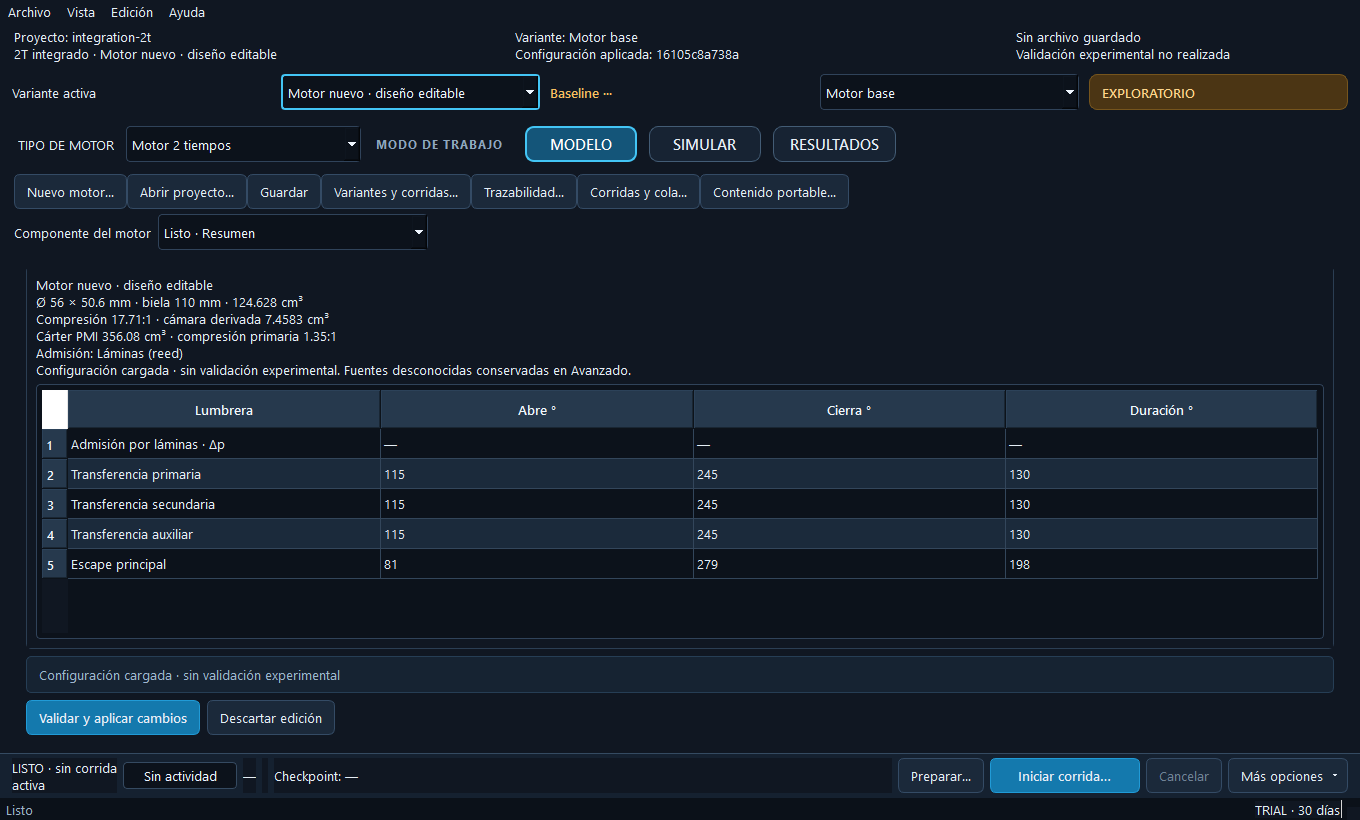 Archivo Vista Edición Ayuda
Proyecto: integration-2t Variante: Motor base Sin archivo guardado
2T integrado · Motor nuevo · diseño editable Configuración aplicada: 16105c8a738a Validación experimental no realizada
Variante activa Motor nuevo · diseño editable Baseline ··· Motor base EXPLORATORIO
TIPO DE MOTOR Motor 2 tiempos MODO DE TRABAJO MODELO SIMULAR RESULTADOS
Nuevo motor... Abrir proyecto... Guardar Variantes y corridas... Trazabilidad... Corridas y cola... Contenido portable...
Componente del motor Listo · Resumen
Motor nuevo · diseño editable
Ø 56 × 50.6 mm · biela 110 mm · 124.628 cm³
Compresión 17.71:1 · cámara derivada 7.4583 cm³
Cárter PMI 356.08 cm³ · compresión primaria 1.35:1
Admisión: Láminas (reed)
Configuración cargada · sin validación experimental. Fuentes desconocidas conservadas en Avanzado.
Lumbrera Abre ° Cierra ° Duración °
1 Admisión por láminas · Δp — — —
2 Transferencia primaria 115 245 130
3 Transferencia secundaria 115 245 130
4 Transferencia auxiliar 115 245 130
5 Escape principal 81 279 198
Configuración cargada · sin validación experimental
Validar y aplicar cambios Descartar edición
LISTO · sin corrida
activa
Sin actividad — Checkpoint: — Preparar... Iniciar corrida... Cancelar Más opciones
Listo TRIAL · 30 días